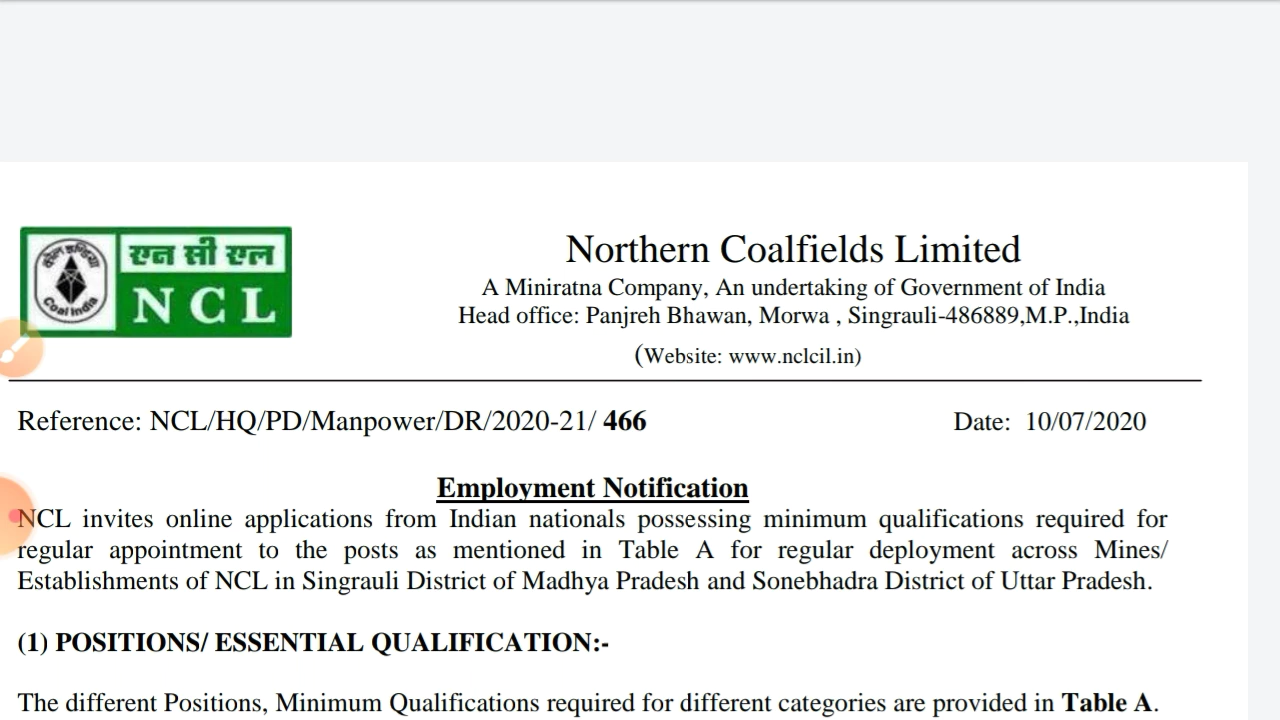 कोल इण्डिया
Coal India
एन सी एल
NCL
Northern Coalfields Limited
A Miniratna Company, An undertaking of Government of India
Head office: Panjreh Bhawan, Morwa , Singrauli-486889,M.P.,India
(Website: www.nclcil.in)
Reference: NCL/HQ/PD/Manpower/DR/2020-21/ 466
Date: 10/07/2020
Employment Notification
NCL invites online applications from Indian nationals possessing minimum qualifications required for
regular appointment to the posts as mentioned in Table A for regular deployment across Mines/
Establishments of NCL in Singrauli District of Madhya Pradesh and Sonebhadra District of Uttar Pradesh.
(1) POSITIONS/ ESSENTIAL QUALIFICATION:-
The different Positions, Minimum Qualifications required for different categories are provided in Table A.